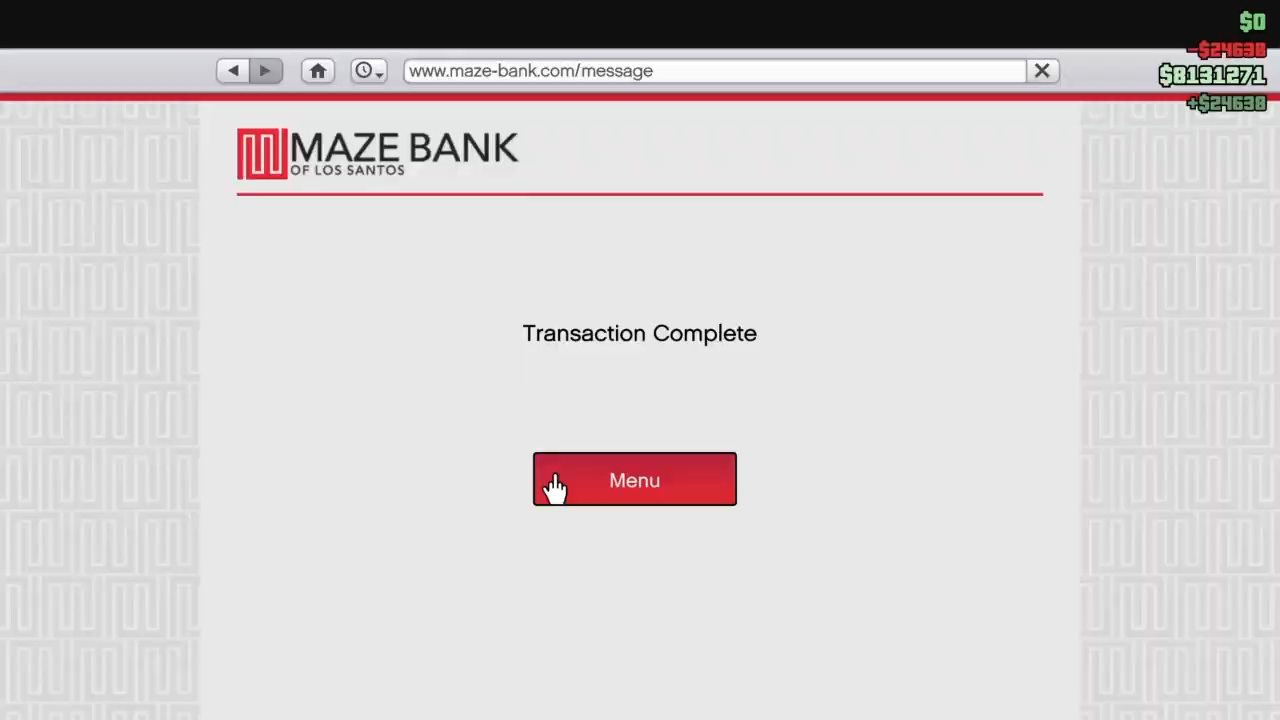 $0
-$24638
www.maze-bank.com/message
$8131271
+$24638
MAZE BANK
OF LOS SANTOS
Transaction Complete
Menu